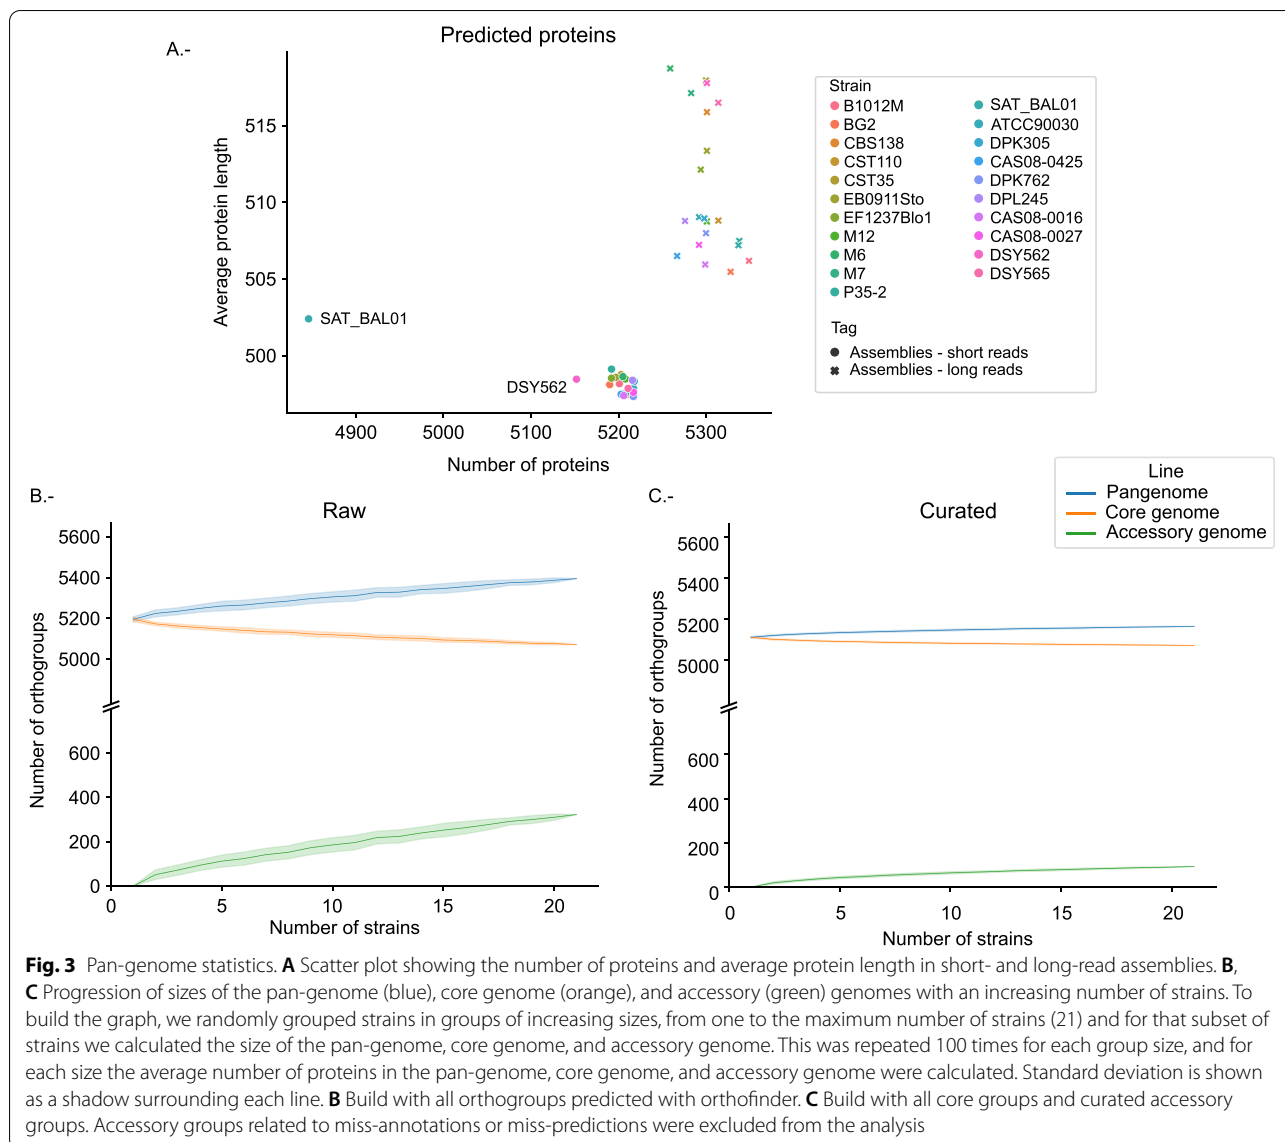 A.-
Predicted proteins
Average protein length
515
510
505
500
SAT_BAL01
DSY562
4900
5000
5100
5200
5300
Number of proteins
Strain
B1012M
BG2
CBS138
CST110
CST35
EB0911Sto
EF1237Blo1
M12
M6
M7
P35-2
SAT_BAL01
ATCC90030
DPK305
CAS08-0425
DPK762
DPL245
CAS08-0016
CAS08-0027
DSY562
DSY565
Tag
Assemblies - short reads
Assemblies - long reads
B.-
Raw
Number of orthogroups
5600
5400
5200
5000
600
400
200
0
0
5
10
15
20
Number of strains
C.-
Curated
Line
Pangenome
Core genome
Accessory genome
Number of orthogroups
5600
5400
5200
5000
600
400
200
0
0
5
10
15
20
Number of strains
Fig. 3 Pan-genome statistics. A Scatter plot showing the number of proteins and average protein length in short- and long-read assemblies. B,
C Progression of sizes of the pan-genome (blue), core genome (orange), and accessory (green) genomes with an increasing number of strains. To
build the graph, we randomly grouped strains in groups of increasing sizes, from one to the maximum number of strains (21) and for that subset of
strains we calculated the size of the pan-genome, core genome, and accessory genome. This was repeated 100 times for each group size, and for
each size the average number of proteins in the pan-genome, core genome, and accessory genome were calculated. Standard deviation is shown
as a shadow surrounding each line. B Build with all orthogroups predicted with orthofinder. C Build with all core groups and curated accessory
groups. Accessory groups related to miss-annotations or miss-predictions were excluded from the analysis